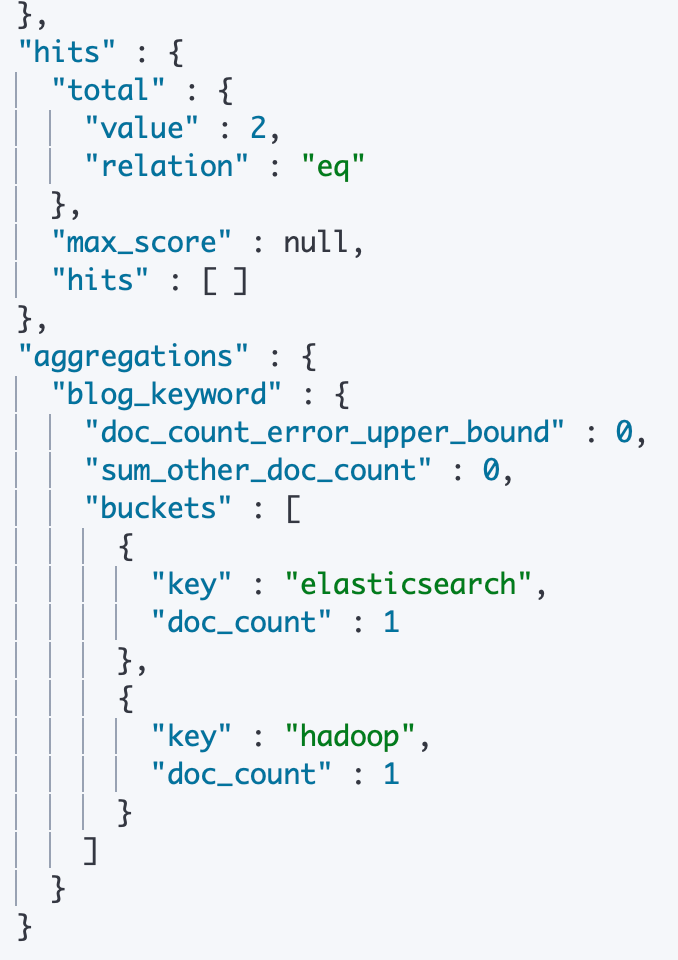 },
"hits" : {
"total" : {
"value" : 2,
"relation" : "eq"
},
"max_score" : null,
"hits" : [ ]
},
"aggregations" : {
"blog_keyword" : {
"doc_count_error_upper_bound" : 0,
"sum_other_doc_count" : 0,
"buckets" : [
{
"key" : "elasticsearch",
"doc_count" : 1
},
{
"key" : "hadoop",
"doc_count" : 1
}
]
}
}